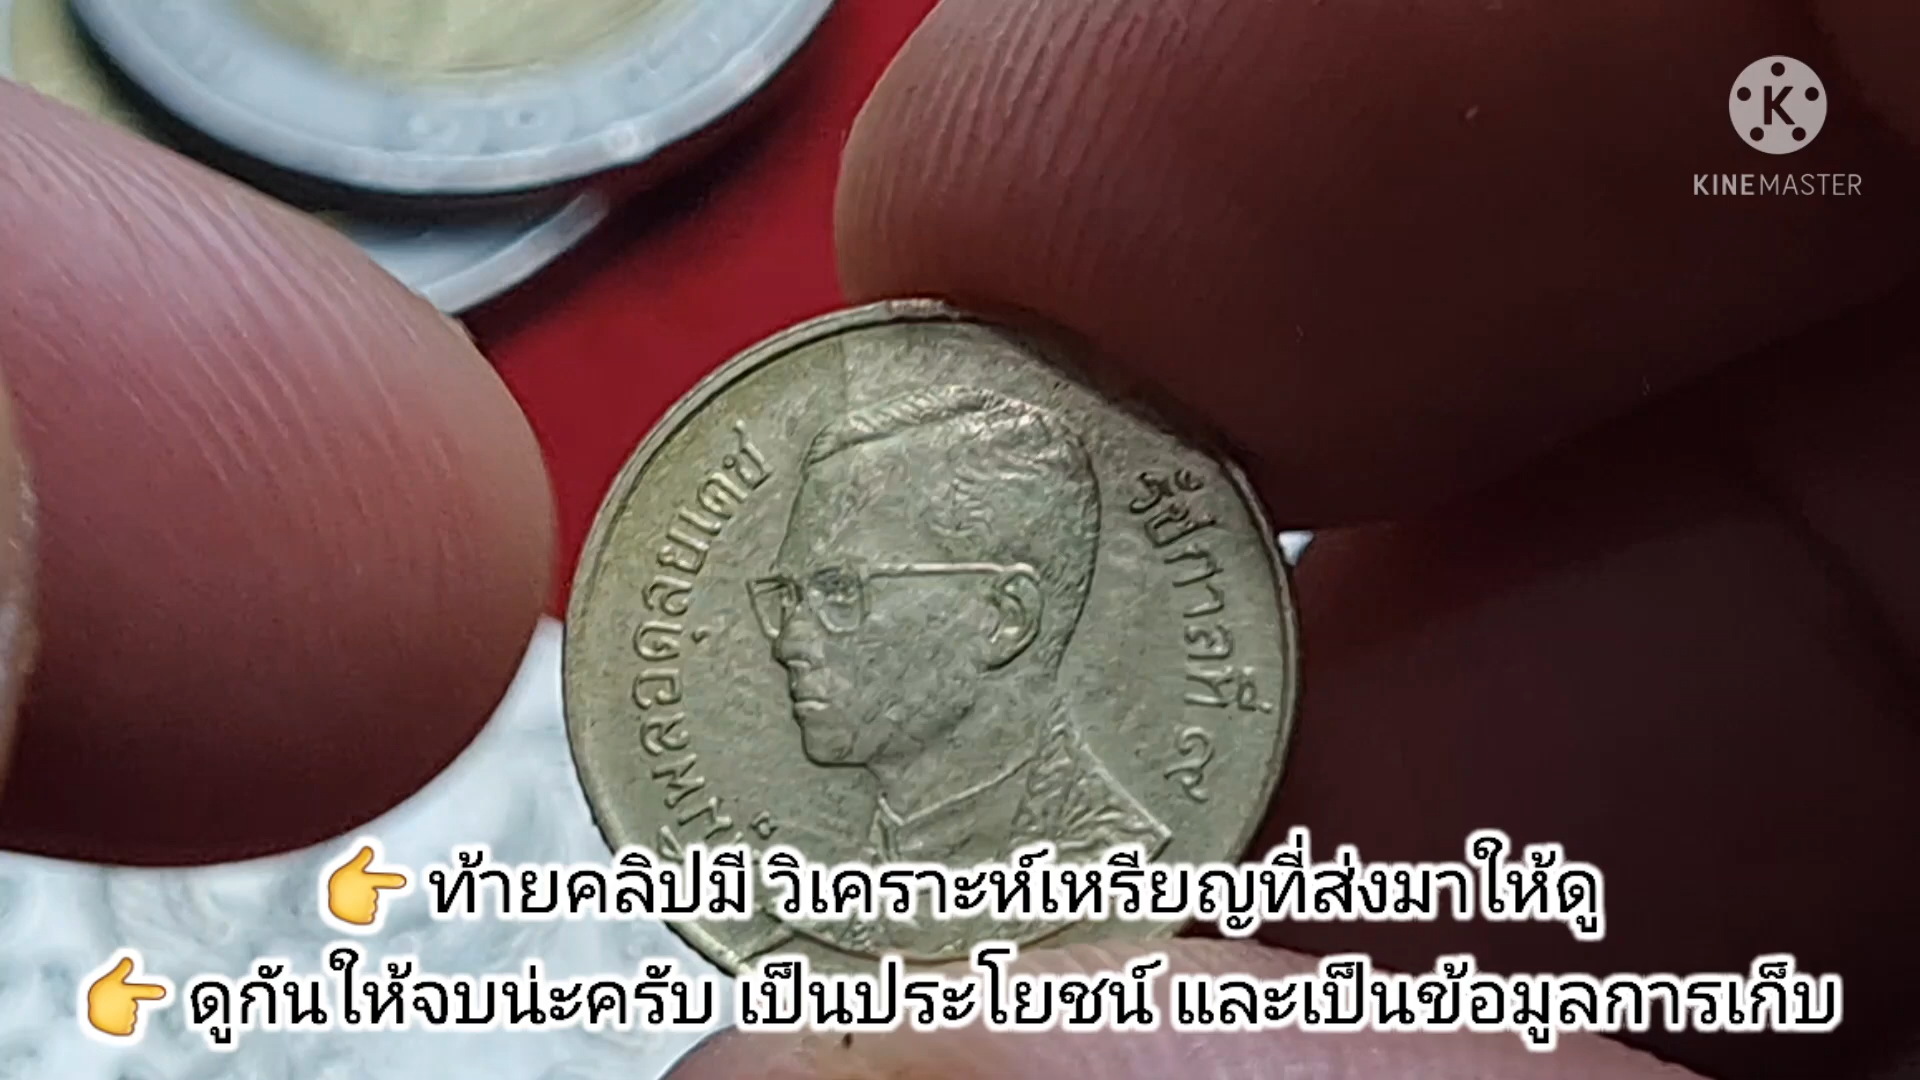 KINEMASTER
ภูมิพลอดุลยเดช
รัชกาลที่ ๙
👉 ท้ายคลิปมี วิเคราะห์เหรียญที่ส่งมาให้ดู
👉 ดูกันให้จบน่ะครับ เป็นประโยชน์ และเป็นข้อมูลการเก็บ